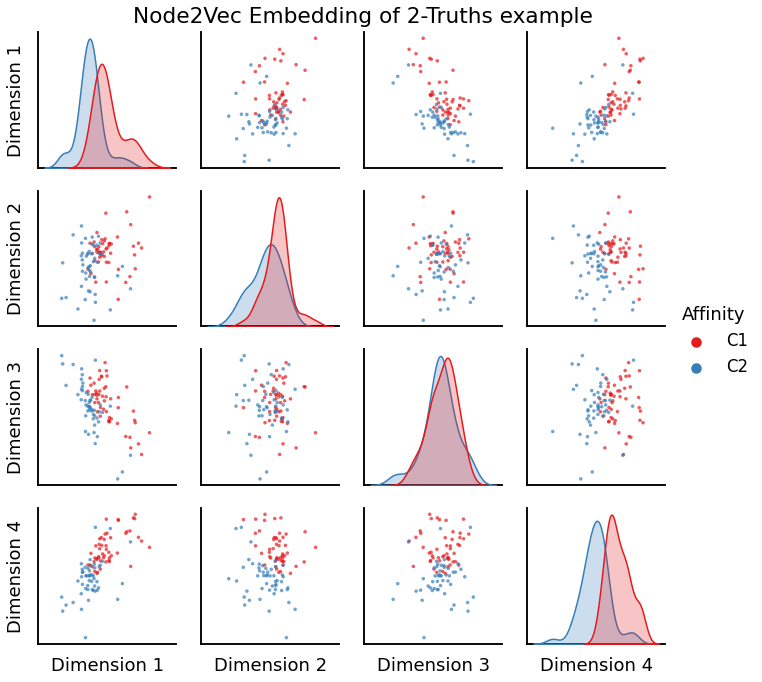 Node2Vec Embedding of 2-Truths example
Dimension 1
Dimension 2
Affinity
C1
C2
Dimension 3
Dimension 4
Dimension 1
Dimension 2
Dimension 3
Dimension 4